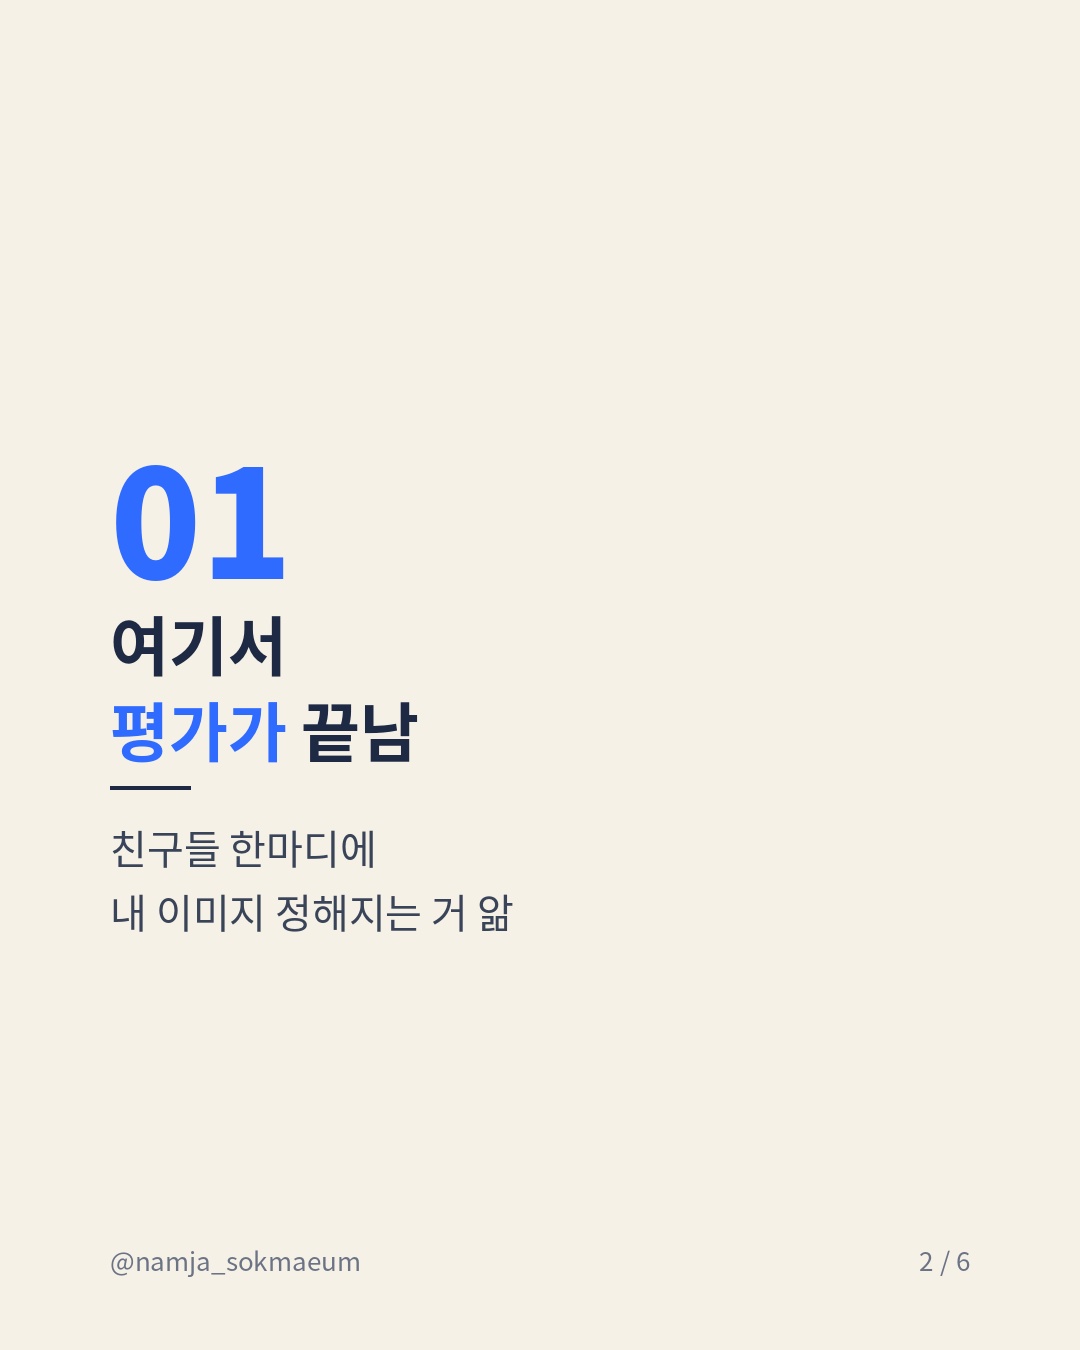 01
여기서
평가가 끝남
친구들 한마디에
내 이미지 정해지는 거 앎
@namja_sokmaeum
2 / 6